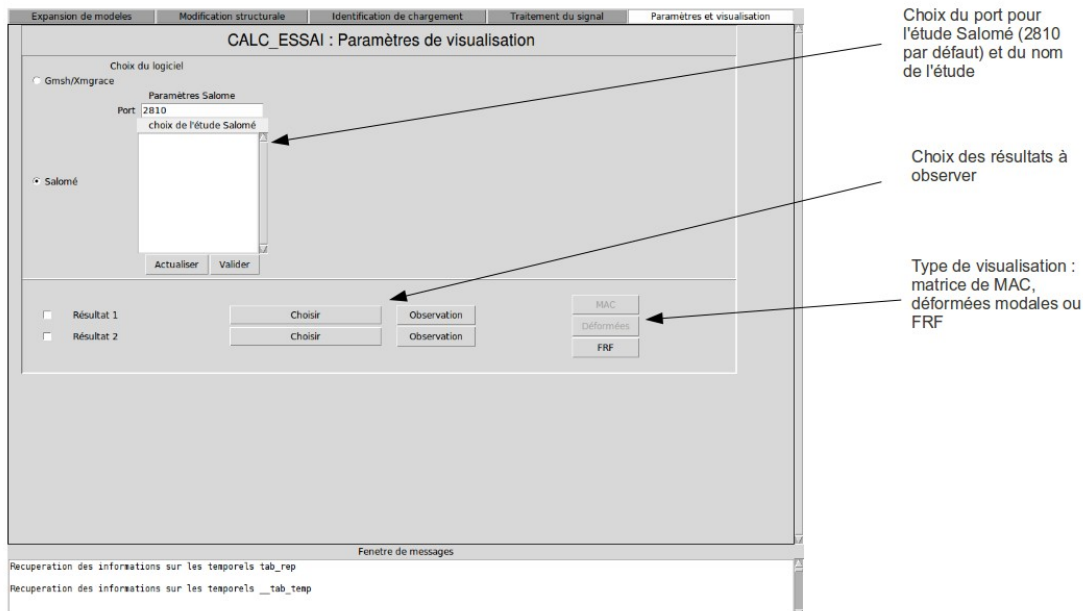 Expansion de modeles
Modification structurale
Identification de chargement
Traitement du signal
Paramètres et visualisation
CALC_ESSAI : Paramètres de visualisation
Choix du logiciel
Gmsh/Xmgrace
Paramètres Salome
Port 2810
choix de l'étude Salomé
Salomé
Actualiser Valider
Résultat 1 Choisir Observation
Résultat 2 Choisir Observation
MAC
Déformées
FRF
Fenetre de messages
Recuperation des informations sur les temporels tab_rep
Recuperation des informations sur les temporels __tab_temp
Choix du port pour
l'étude Salomé (2810
par défaut) et du nom
de l'étude
Choix des résultats à
observer
Type de visualisation :
matrice de MAC,
déformées modales ou
FRF